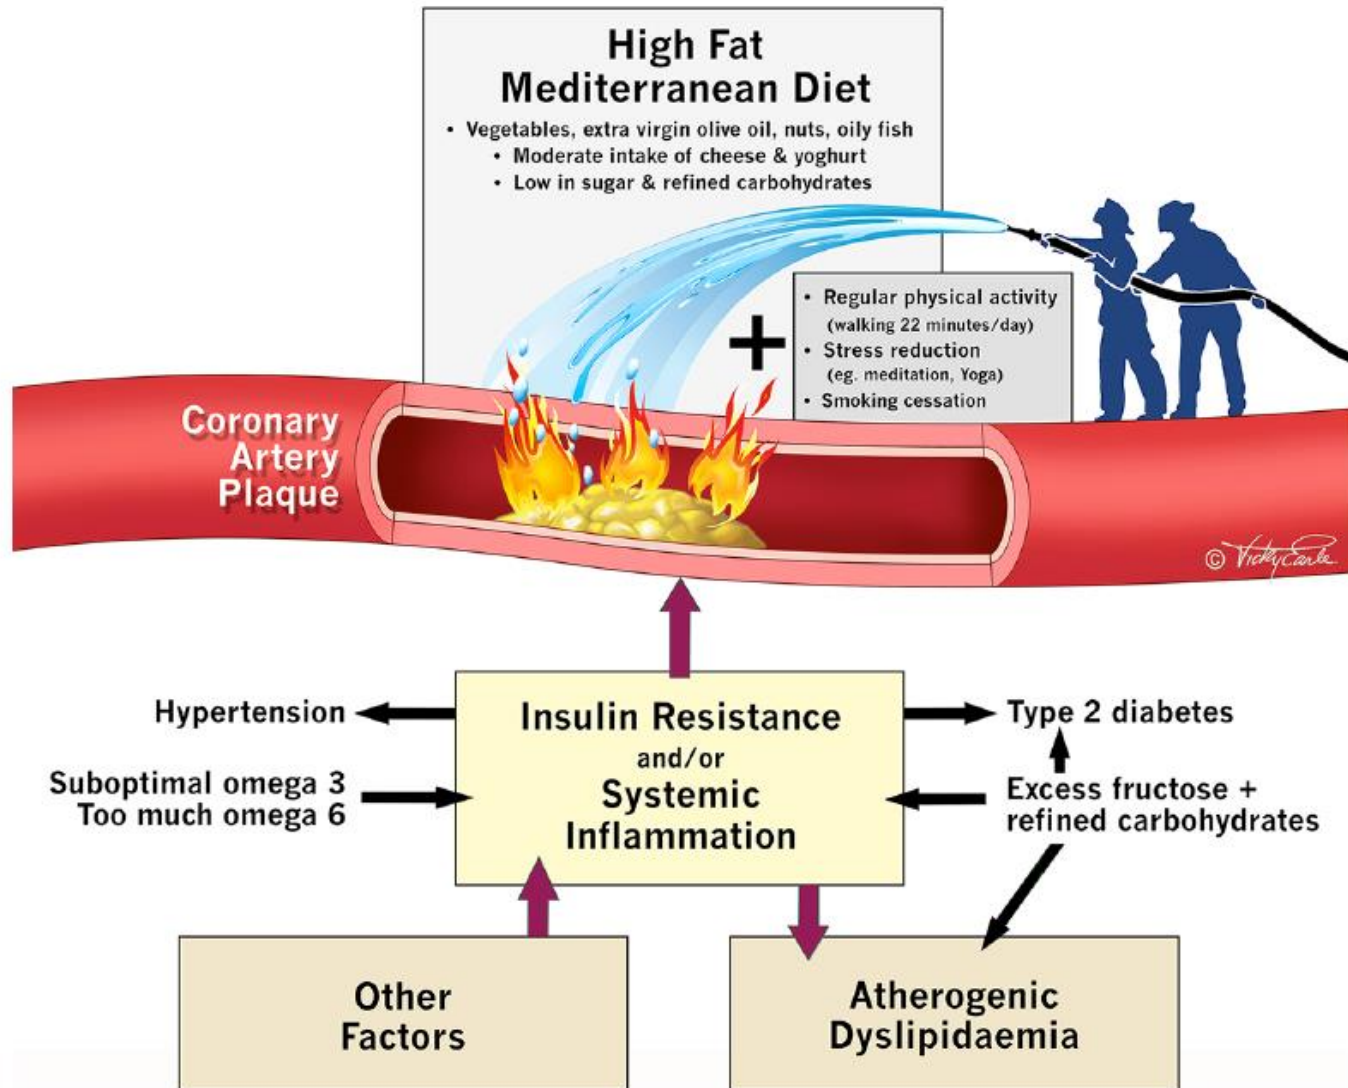 High Fat
Mediterranean Diet
• Vegetables, extra virgin olive oil, nuts, oily fish
• Moderate intake of cheese & yoghurt
• Low in sugar & refined carbohydrates
+
• Regular physical activity
(walking 22 minutes/day)
• Stress reduction
(eg. meditation, Yoga)
• Smoking cessation
Coronary
Artery
Plaque
© Vicky Earle
Hypertension
Insulin Resistance
and/or
Systemic
Inflammation
Type 2 diabetes
Suboptimal omega 3
Too much omega 6
Excess fructose +
refined carbohydrates
Other
Factors
Atherogenic
Dyslipidaemia